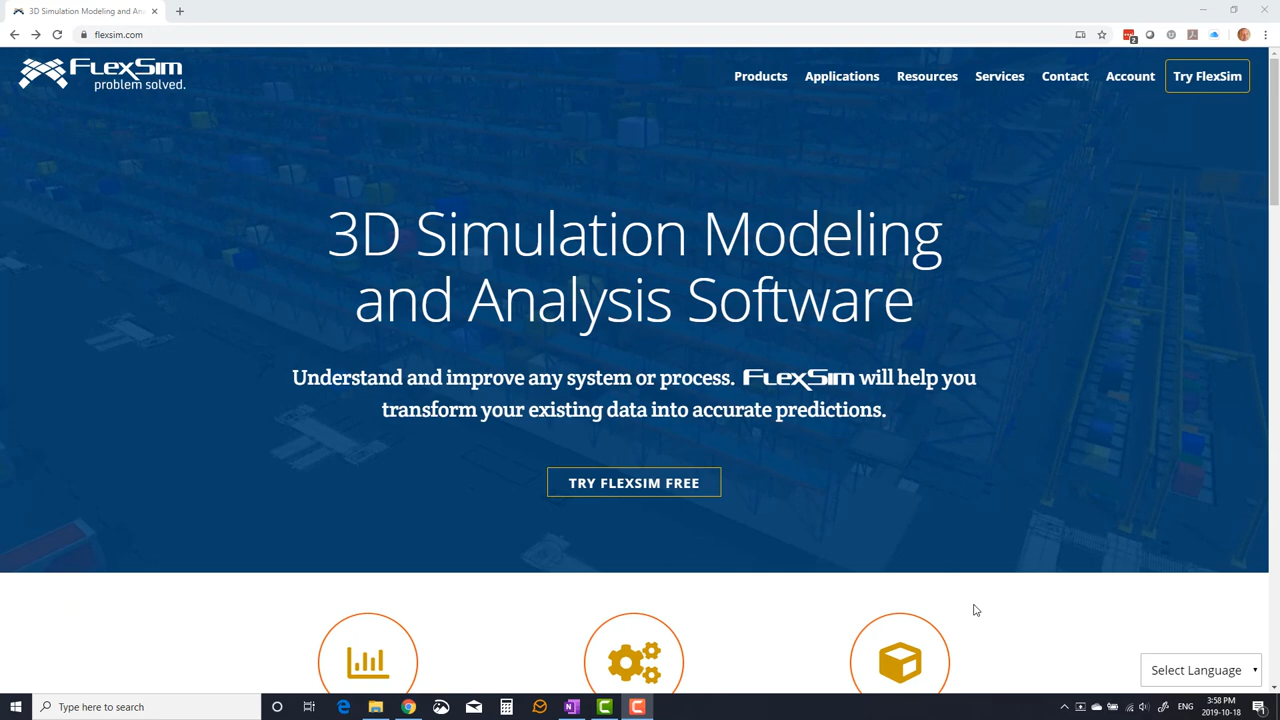 3D Simulation Modeling and An
flexsim.com
2
FlexSim
problem solved.
Products Applications Resources Services Contact Account Try FlexSim
3D Simulation Modeling
and Analysis Software
Understand and improve any system or process. FlexSim will help you
transform your existing data into accurate predictions.
TRY FLEXSIM FREE
Select Language
Type here to search
3:58 PM
2019-10-18
1